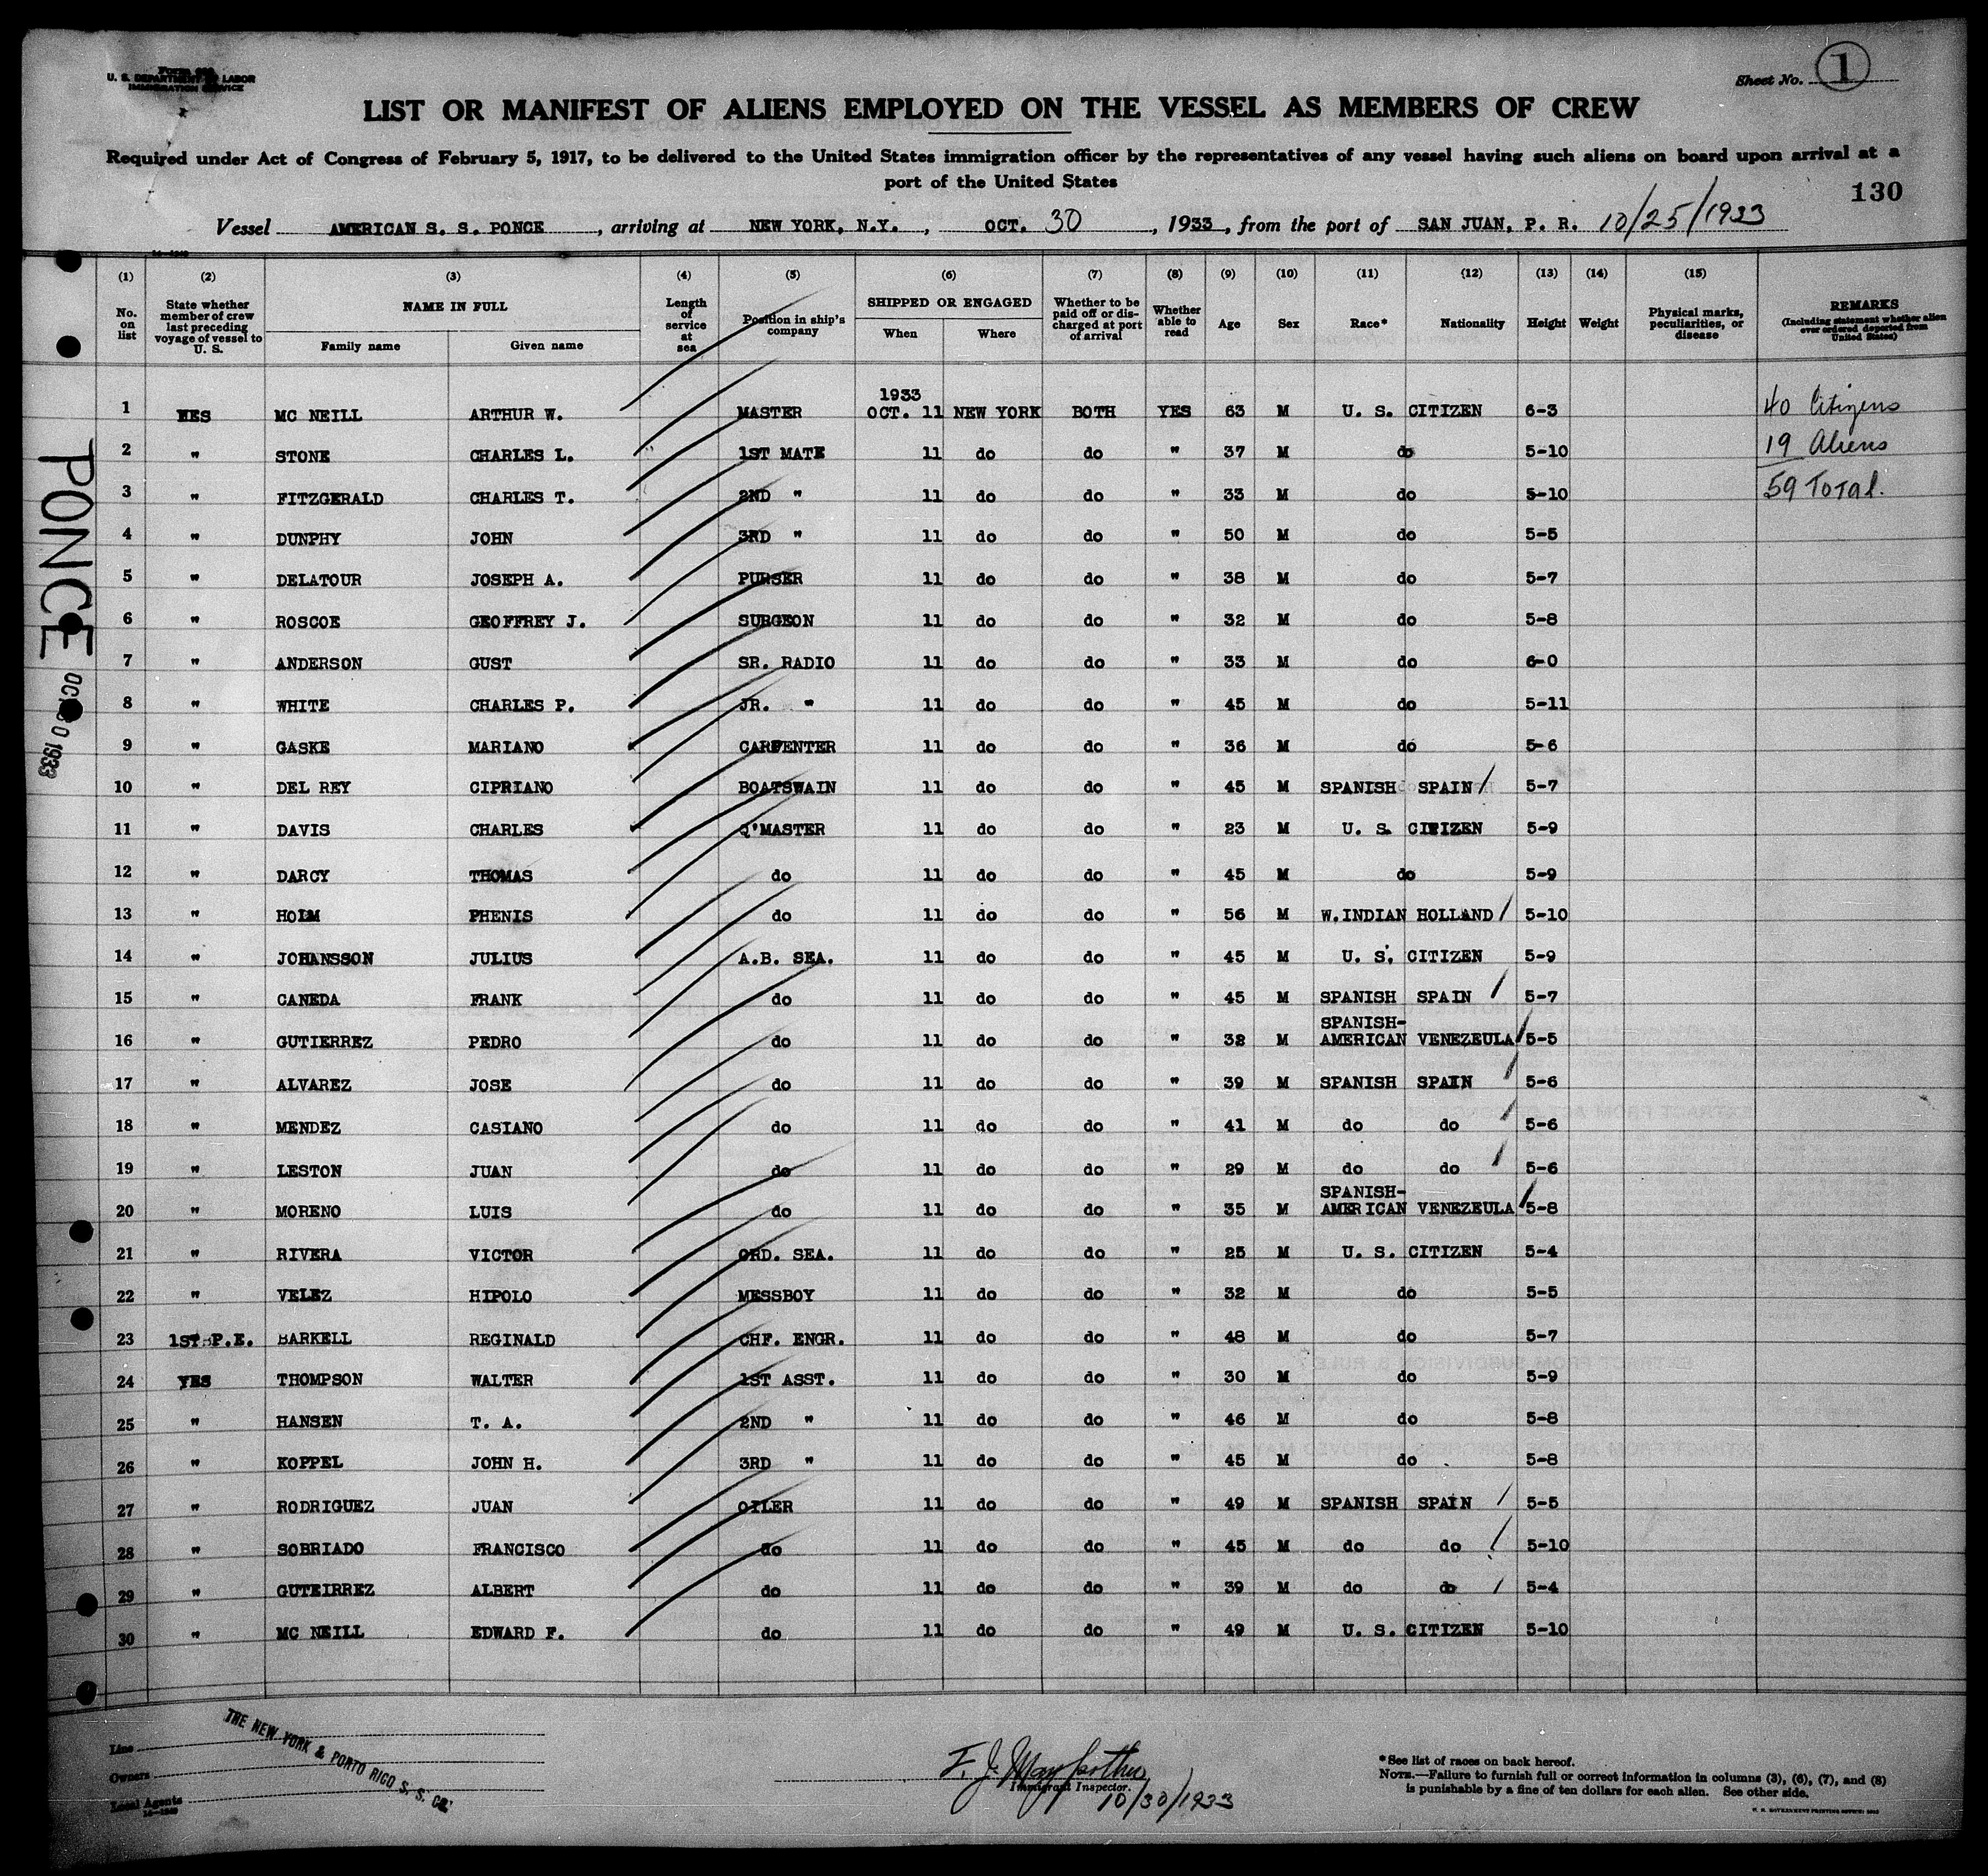 Form 680
U. S. DEPARTMENT OF LABOR
IMMIGRATION SERVICE
Sheet No. 1
LIST OR MANIFEST OF ALIENS EMPLOYED ON THE VESSEL AS MEMBERS OF CREW
Required under Act of Congress of February 5, 1917, to be delivered to the United States immigration officer by the representatives of any vessel having such aliens on board upon arrival at a
port of the United States
130
Vessel AMERICAN S. S. PONCE, arriving at NEW YORK, N.Y., OCT. 30, 1933, from the port of SAN JUAN, P. R. 10/25/1933
(1) (2) (3) (4) (5) (6) (7) (8) (9) (10) (11) (12) (13) (14) (15)
No. on list
State whether member of crew last preceding voyage of vessel to U. S.
NAME IN FULL
Family name
Given name
Length of service at sea
Position in ship's company
SHIPPED OR ENGAGED
When
Where
Whether to be paid off or discharged at port of arrival
Whether able to read
Age
Sex
Race*
Nationality
Height
Weight
Physical marks, peculiarities, or disease
REMARKS
(Including statement whether alien ever ordered deported from United States)
1933
1 YES MC NEILL ARTHUR W. MASTER OCT. 11 NEW YORK BOTH YES 63 M U. S. CITIZEN 6-3 40 Citizens
2 " STONE CHARLES L. 1ST MATE 11 do do " 37 M do 5-10 19 Aliens
3 " FITZGERALD CHARLES T. 2ND " 11 do do " 33 M do 5-10 59 Total.
4 " DUNPHY JOHN 3RD " 11 do do " 50 M do 5-5
5 " DELATOUR JOSEPH A. PURSER 11 do do " 38 M do 5-7
6 " ROSCOE GEOFFREY J. SURGEON 11 do do " 32 M do 5-8
7 " ANDERSON GUST SR. RADIO 11 do do " 33 M do 6-0
8 " WHITE CHARLES P. JR. " 11 do do " 45 M do 5-11
9 " GASKE MARIANO CARPENTER 11 do do " 36 M do 5-6
10 " DEL REY CIPRIANO BOATSWAIN 11 do do " 45 M SPANISH SPAIN / 5-7
11 " DAVIS CHARLES Q'MASTER 11 do do " 23 M U. S. CITIZEN 5-9
12 " DARCY THOMAS do 11 do do " 45 M do 5-9
13 " HOLM PHENIS do 11 do do " 56 M W.INDIAN HOLLAND / 5-10
14 " JOHANSSON JULIUS A.B. SEA. 11 do do " 45 M U. S. CITIZEN 5-9
15 " CANEDA FRANK do 11 do do " 45 M SPANISH SPAIN / 5-7
16 " GUTIERREZ PEDRO do 11 do do " 38 M SPANISH-AMERICAN VENEZEULA / 5-5
17 " ALVAREZ JOSE do 11 do do " 39 M SPANISH SPAIN / 5-6
18 " MENDEZ CASIANO do 11 do do " 41 M do do / 5-6
19 " LESTON JUAN do 11 do do " 29 M do do / 5-6
20 " MORENO LUIS do 11 do do " 35 M SPANISH-AMERICAN VENEZEULA / 5-8
21 " RIVERA VICTOR ORD. SEA. 11 do do " 25 M U. S. CITIZEN 5-4
22 " VELEZ HIPOLO MESSBOY 11 do do " 32 M do 5-5
23 1ST P.E. BARKELL REGINALD CHF. ENGR. 11 do do " 48 M do 5-7
24 YES THOMPSON WALTER 1ST ASST. 11 do do " 30 M do 5-9
25 " HANSEN T. A. 2ND " 11 do do " 46 M do 5-8
26 " KOPPEL JOHN H. 3RD " 11 do do " 45 M do 5-8
27 " RODRIGUEZ JUAN OILER 11 do do " 49 M SPANISH SPAIN / 5-5
28 " SOBRIADO FRANCISCO do 11 do do " 45 M do do / 5-10
29 " GUTEIRREZ ALBERT do 11 do do " 39 M do do / 5-4
30 " MC NEILL EDWARD F. do 11 do do " 49 M U. S. CITIZEN 5-10
PONCE
OCT 30 1933
Line
Owners
Local Agents
THE NEW YORK & PORTO RICO S. S. CO.
Immigrant Inspector.
10/30/1933
*See list of races on back hereof.
NOTE.—Failure to furnish full or correct information in columns (3), (6), (7), and (8)
is punishable by a fine of ten dollars for each alien. See other side.